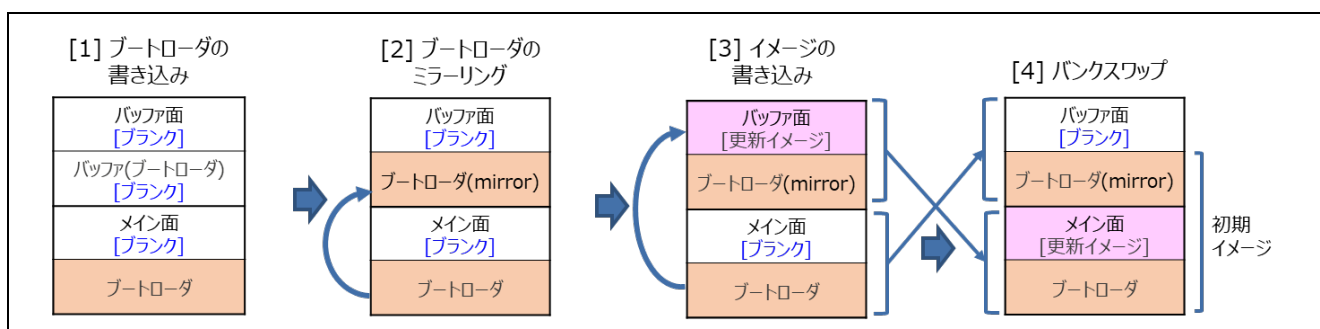 [1] ブートローダの
書き込み
バッファ面
[ブランク]
バッファ(ブートローダ)
[ブランク]
メイン面
[ブランク]
ブートローダ
[2] ブートローダの
ミラーリング
バッファ面
[ブランク]
ブートローダ(mirror)
メイン面
[ブランク]
ブートローダ
[3] イメージの
書き込み
バッファ面
[更新イメージ]
ブートローダ(mirror)
メイン面
[ブランク]
ブートローダ
[4] バンクスワップ
バッファ面
[ブランク]
ブートローダ(mirror)
メイン面
[更新イメージ]
ブートローダ
初期
イメージ